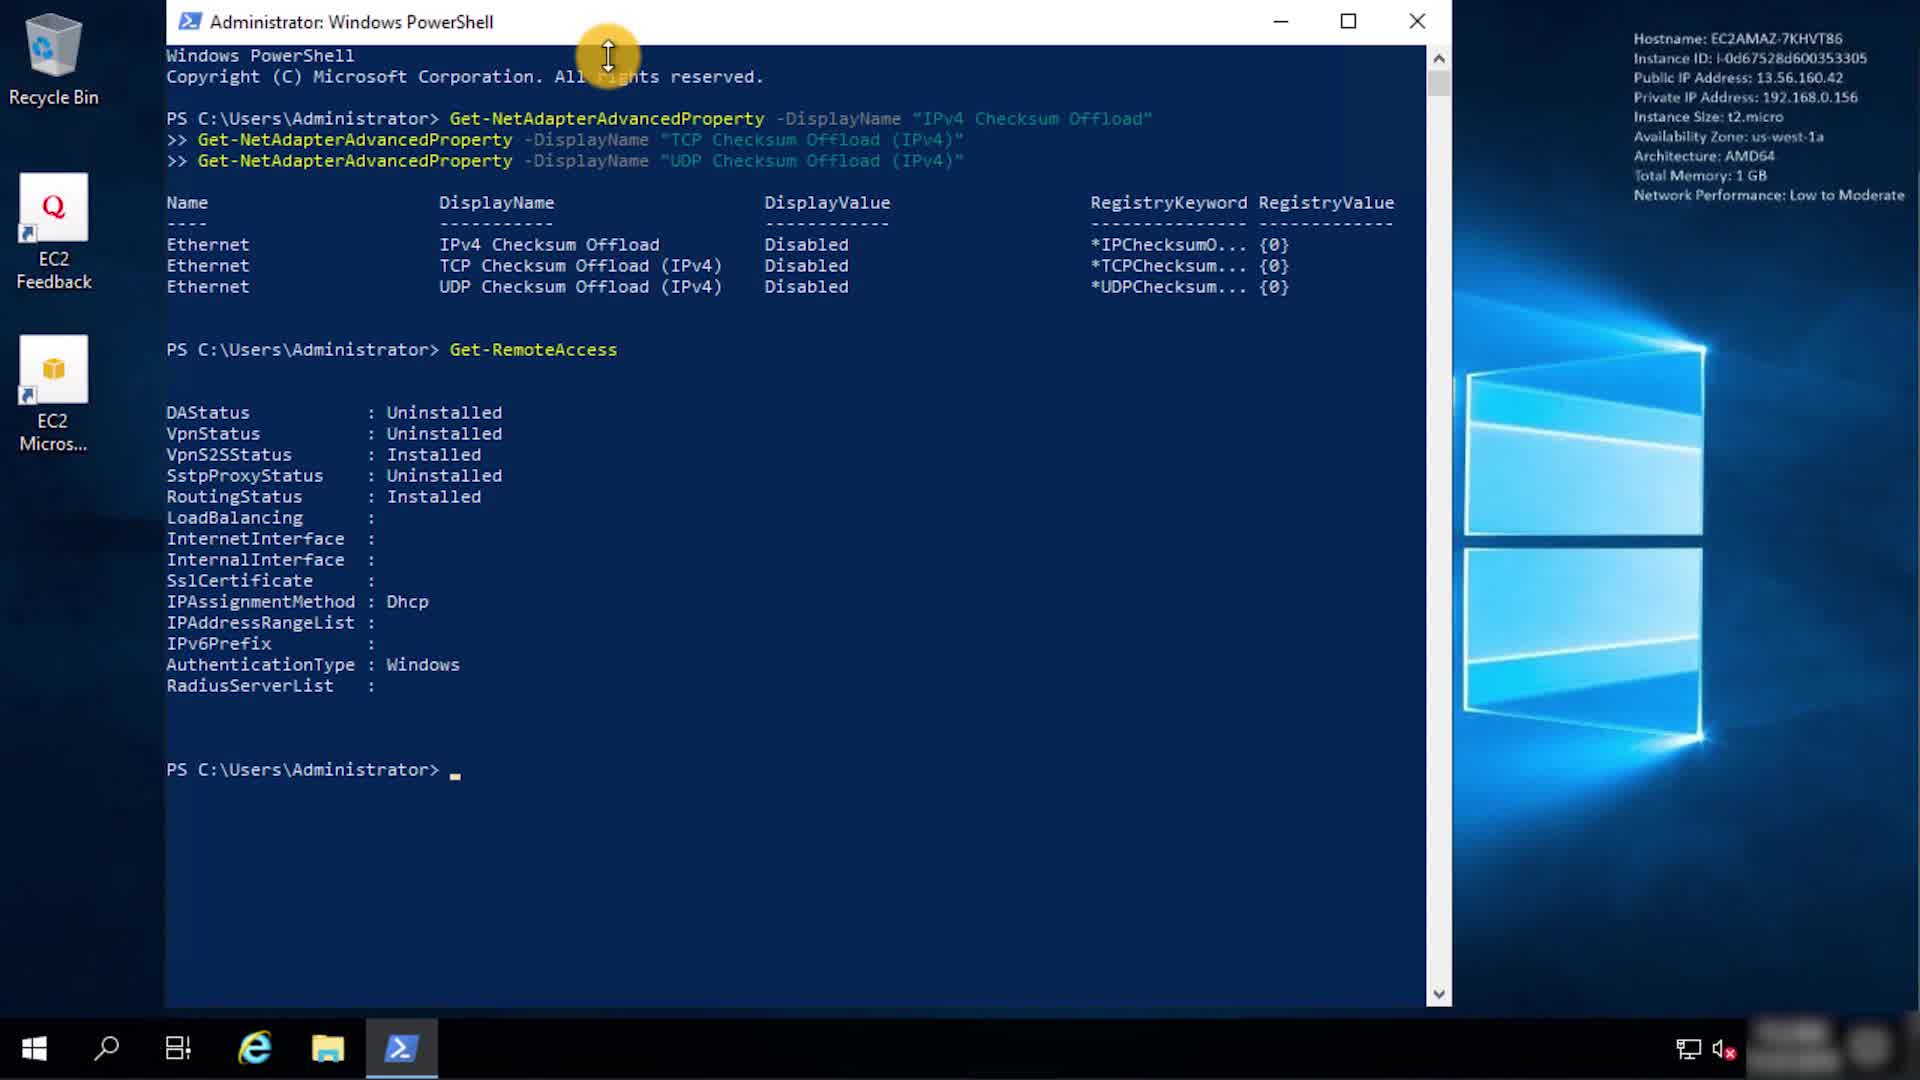 Administrator: Windows PowerShell
Windows PowerShell
Copyright (C) Microsoft Corporation. All rights reserved.
PS C:\Users\Administrator> Get-NetAdapterAdvancedProperty -DisplayName "IPv4 Checksum Offload"
>> Get-NetAdapterAdvancedProperty -DisplayName "TCP Checksum Offload (IPv4)"
>> Get-NetAdapterAdvancedProperty -DisplayName "UDP Checksum Offload (IPv4)"
Name DisplayName DisplayValue RegistryKeyword RegistryValue
---- ----------- ------------ --------------- -------------
Ethernet IPv4 Checksum Offload Disabled *IPChecksumO... {0}
Ethernet TCP Checksum Offload (IPv4) Disabled *TCPChecksum... {0}
Ethernet UDP Checksum Offload (IPv4) Disabled *UDPChecksum... {0}
PS C:\Users\Administrator> Get-RemoteAccess
DAStatus : Uninstalled
VpnStatus : Uninstalled
VpnS2SStatus : Installed
SstpProxyStatus : Uninstalled
RoutingStatus : Installed
LoadBalancing :
InternetInterface :
InternalInterface :
SslCertificate :
IPAssignmentMethod : Dhcp
IPAddressRangeList :
IPv6Prefix :
AuthenticationType : Windows
RadiusServerList :
PS C:\Users\Administrator> _
Recycle Bin
Q
EC2
Feedback
EC2
Micros...
Hostname: EC2AMAZ-7KHVT86
Instance ID: i-0d67528d600353305
Public IP Address: 13.56.160.42
Private IP Address: 192.168.0.156
Instance Size: t2.micro
Availability Zone: us-west-1a
Architecture: AMD64
Total Memory: 1 GB
Network Performance: Low to Moderate